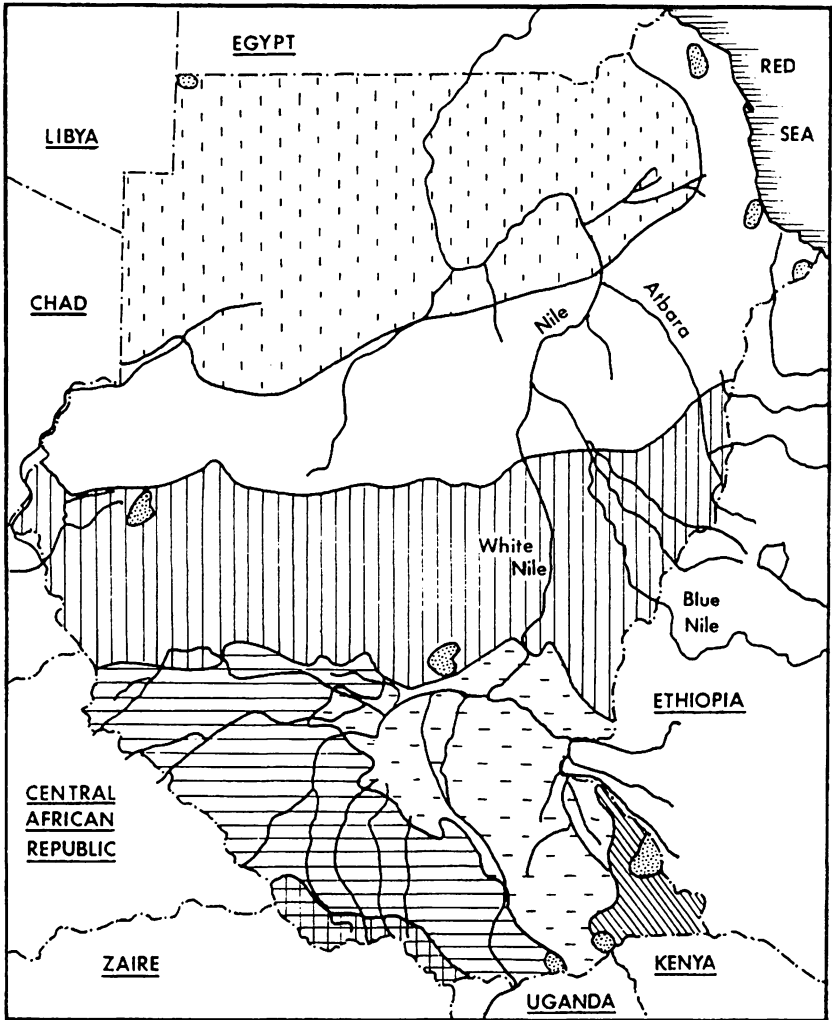 EGYPT
RED
SEA
LIBYA
CHAD
Nile
Atbara
White
Nile
Blue
Nile
ETHIOPIA
CENTRAL
AFRICAN
REPUBLIC
ZAIRE
KENYA
UGANDA